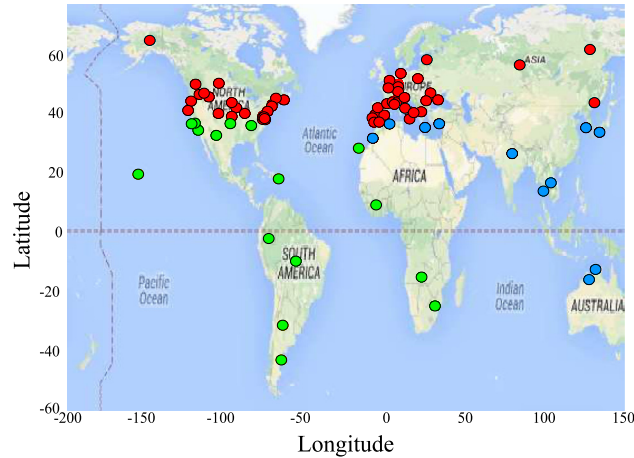 60
ASIA
NORTH
AMERICA
40
Atlantic
Ocean
20
AFRICA
Latitude
0
SOUTH
AMERICA
-20
Pacific
Ocean
Indian
Ocean
AUSTRALIA
-40
-60
-200 -150 -100 -50 0 50 100 150
Longitude